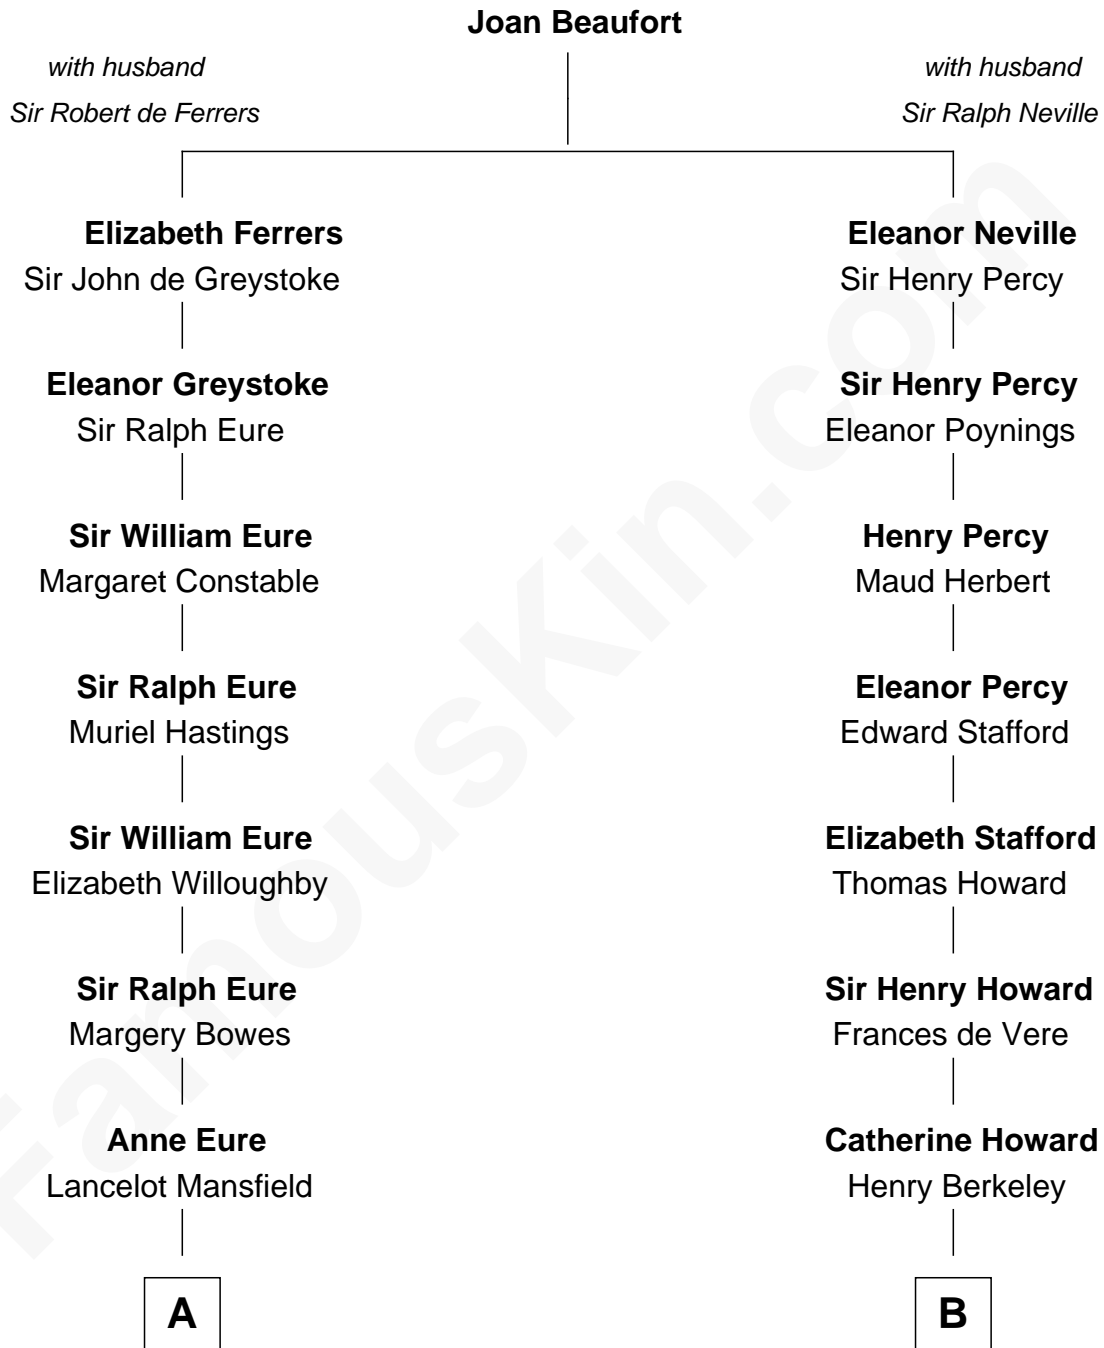 Joan Beaufort
with husband
Sir Robert de Ferrers
with husband
Sir Ralph Neville
Elizabeth Ferrers
Sir John de Greystoke
Eleanor Neville
Sir Henry Percy
Eleanor Greystoke
Sir Ralph Eure
Sir Henry Percy
Eleanor Poynings
Sir William Eure
Margaret Constable
Henry Percy
Maud Herbert
Sir Ralph Eure
Muriel Hastings
Eleanor Percy
Edward Stafford
Sir William Eure
Elizabeth Willoughby
Elizabeth Stafford
Thomas Howard
Sir Ralph Eure
Margery Bowes
Sir Henry Howard
Frances de Vere
Anne Eure
Lancelot Mansfield
Catherine Howard
Henry Berkeley
A
B
FamousKin.com